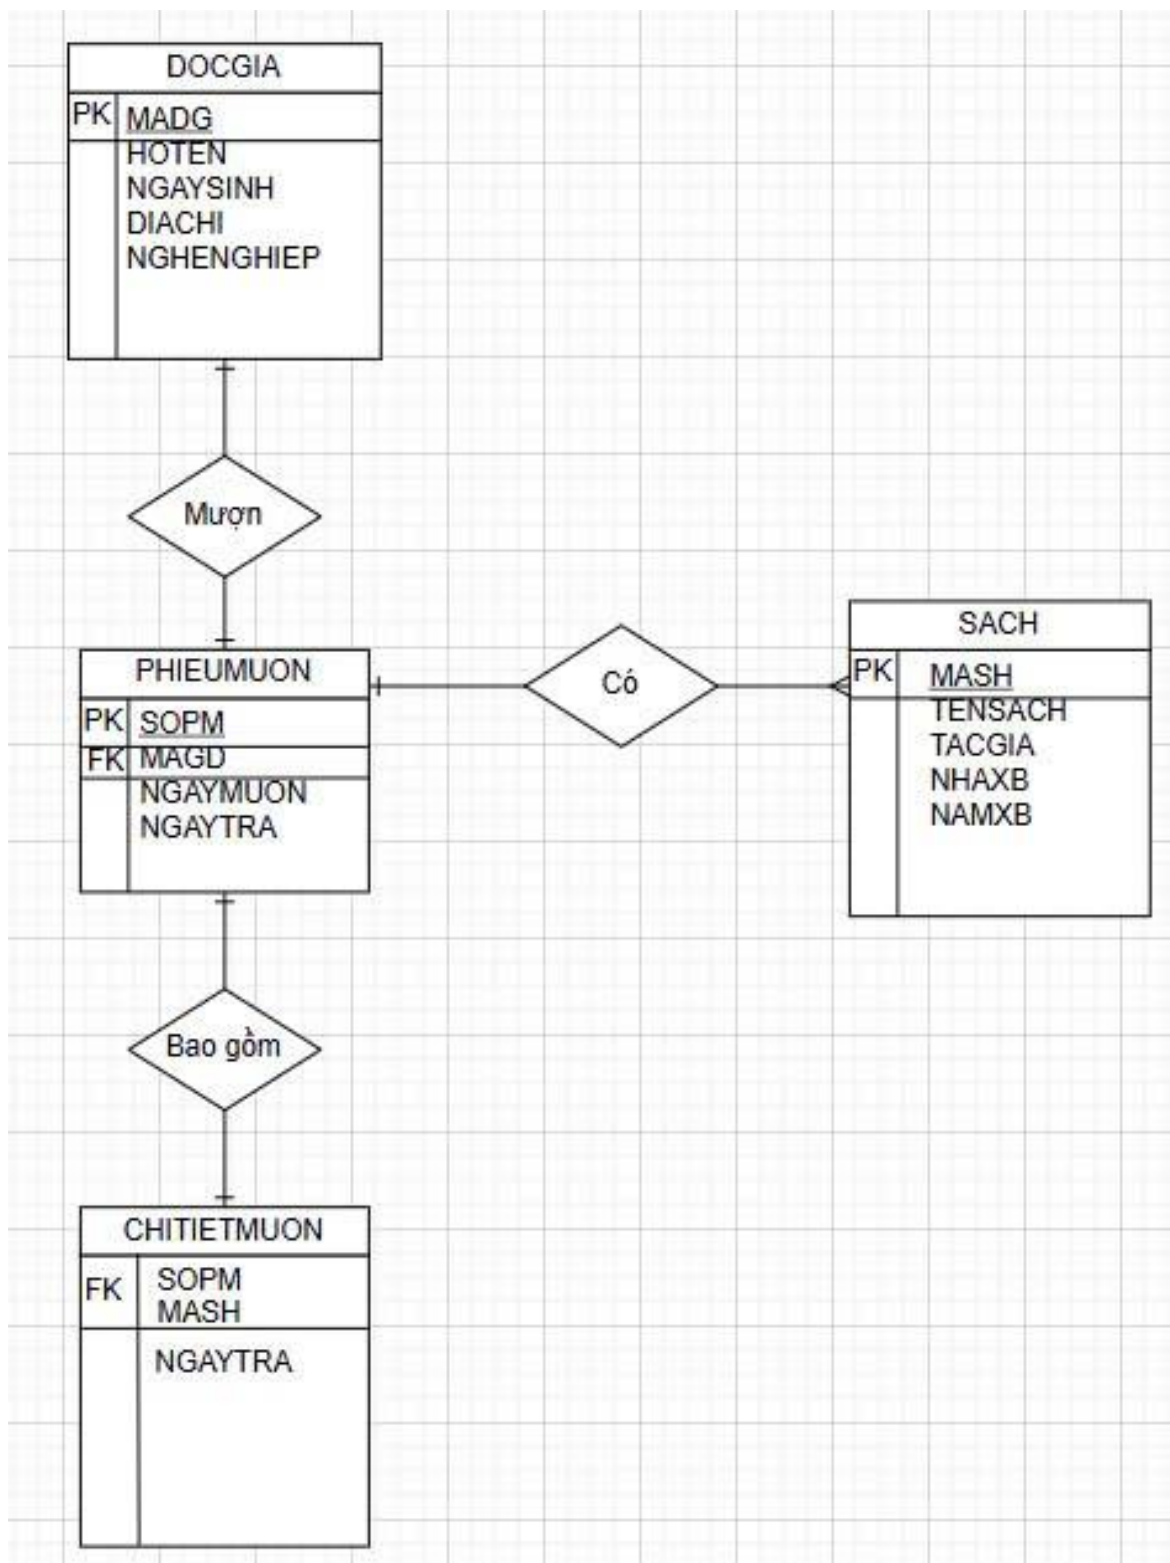 DOCGIA
PK MADG
HOTEN
NGAYSINH
DIACHI
NGHENGHIEP
Mượn
PHIEUMUON
PK SOPM
FK MAGD
NGAYMUON
NGAYTRA
Có
SACH
PK MASH
TENSACH
TACGIA
NHAXB
NAMXB
Bao gồm
CHITIETMUON
FK SOPM
MASH
NGAYTRA